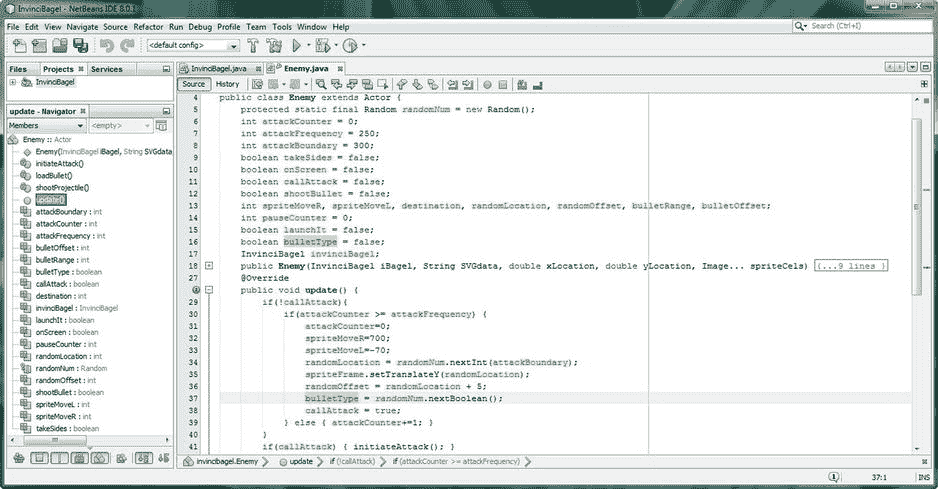 InvinciBagel - NetBeans IDE 8.0.1
File Edit View Navigate Source Refactor Run Debug Profile Team Tools Window Help
Search (Ctrl+I)
<default config>
Files Projects Services
InvinciBagel
InvinciBagel.java Enemy.java
Source History
update - Navigator
Members <empty>
Enemy :: Actor
Enemy(InvinciBagel iBagel, String SVGdata
initiateAttack()
loadBullet()
shootProjectile()
update()
attackBoundary : int
attackCounter : int
attackFrequency : int
bulletOffset : int
bulletRange : int
bulletType : boolean
callAttack : boolean
destination : int
invinciBagel : InvinciBagel
launchIt : boolean
onScreen : boolean
pauseCounter : int
randomLocation : int
randomNum : Random
randomOffset : int
shootBullet : boolean
spriteMoveL : int
spriteMoveR : int
takeSides : boolean
4 public class Enemy extends Actor {
5 protected static final Random randomNum = new Random();
6 int attackCounter = 0;
7 int attackFrequency = 250;
8 int attackBoundary = 300;
9 boolean takeSides = false;
10 boolean onScreen = false;
11 boolean callAttack = false;
12 boolean shootBullet = false;
13 int spriteMoveR, spriteMoveL, destination, randomLocation, randomOffset, bulletRange, bulletOffset;
14 int pauseCounter = 0;
15 boolean launchIt = false;
16 boolean bulletType = false;
17 InvinciBagel invinciBagel;
18 public Enemy(InvinciBagel iBagel, String SVGdata, double xLocation, double yLocation, Image... spriteCels) {...9 lines }
27 @Override
public void update() {
29 if(!callAttack){
30 if(attackCounter >= attackFrequency) {
31 attackCounter=0;
32 spriteMoveR=700;
33 spriteMoveL=-70;
34 randomLocation = randomNum.nextInt(attackBoundary);
35 spriteFrame.setTranslateY(randomLocation);
36 randomOffset = randomLocation + 5;
37 bulletType = randomNum.nextBoolean();
38 callAttack = true;
39 } else { attackCounter+=1; }
40 }
41 if(callAttack) { initiateAttack(); }
invincibagel.Enemy update if (!callAttack) if (attackCounter >= attackFrequency)
1 37:1 INS